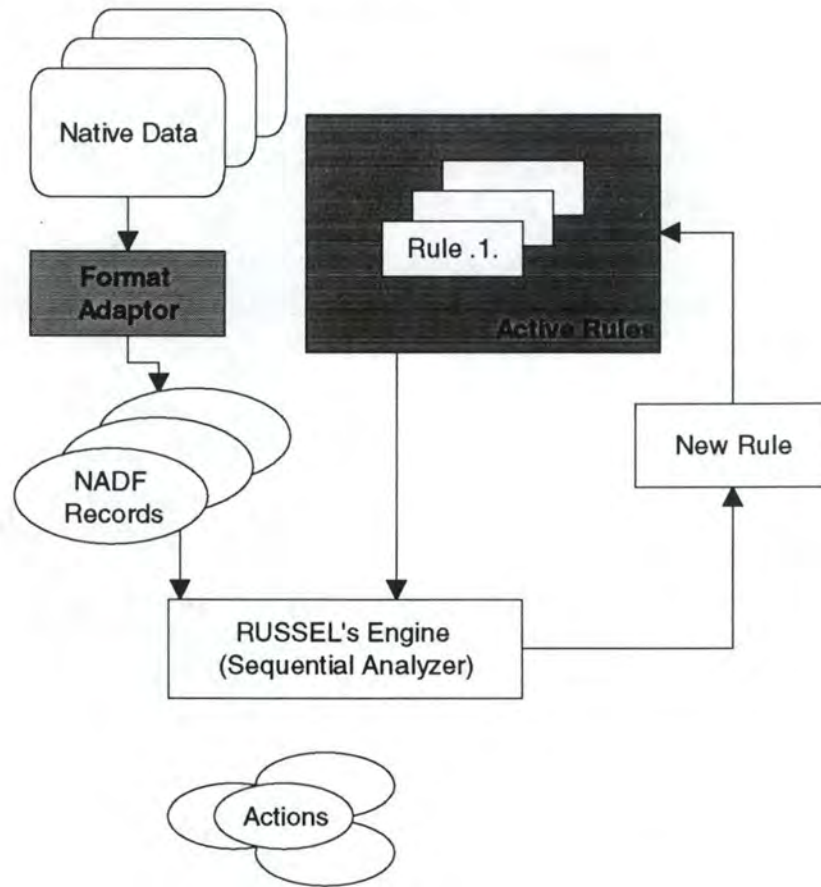 Native Data
Rule .1.
Format
Adaptor
Active Rules
New Rule
NADF
Records
RUSSEL's Engine
(Sequential Analyzer)
Actions